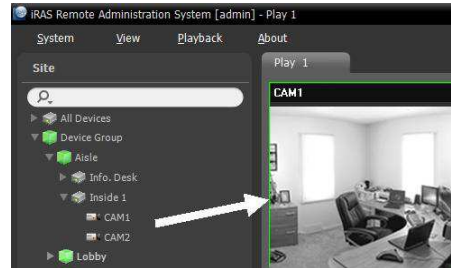 iRAS Remote Administration System [admin] - Play 1
System View Playback About
Site
Play 1
CAM1
All Devices
Device Group
Aisle
Info. Desk
Inside 1
CAM1
CAM2
Lobby